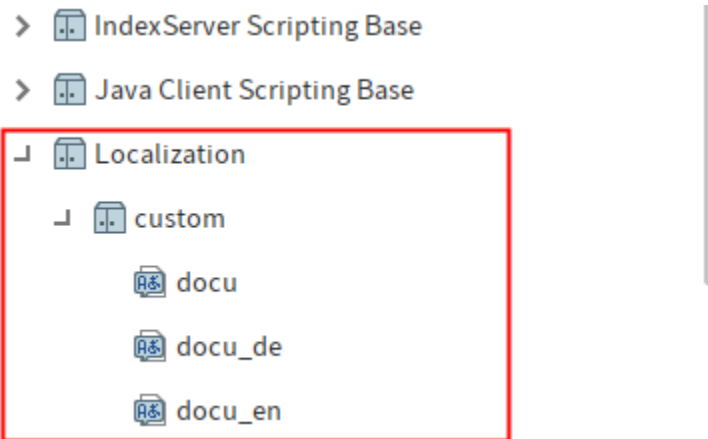 IndexServer Scripting Base
Java Client Scripting Base
Localization
custom
docu
docu_de
docu_en